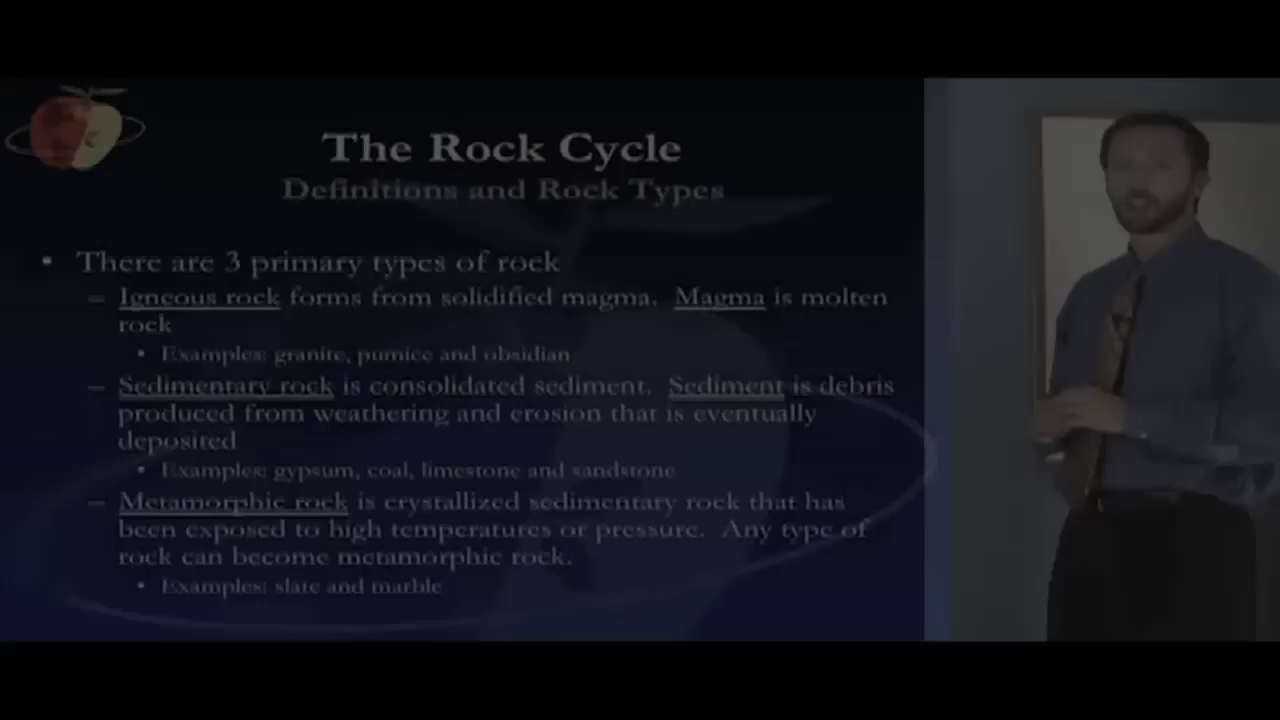 The Rock Cycle
Definitions and Rock Types
• There are 3 primary types of rock
– Igneous rock forms from solidified magma. Magma is molten
rock
• Examples: granite, pumice and obsidian
– Sedimentary rock is consolidated sediment. Sediment is debris
produced from weathering and erosion that is eventually
deposited
• Examples: gypsum, coal, limestone and sandstone
– Metamorphic rock is crystallized sedimentary rock that has
been exposed to high temperatures or pressure. Any type of
rock can become metamorphic rock.
• Examples: slate and marble